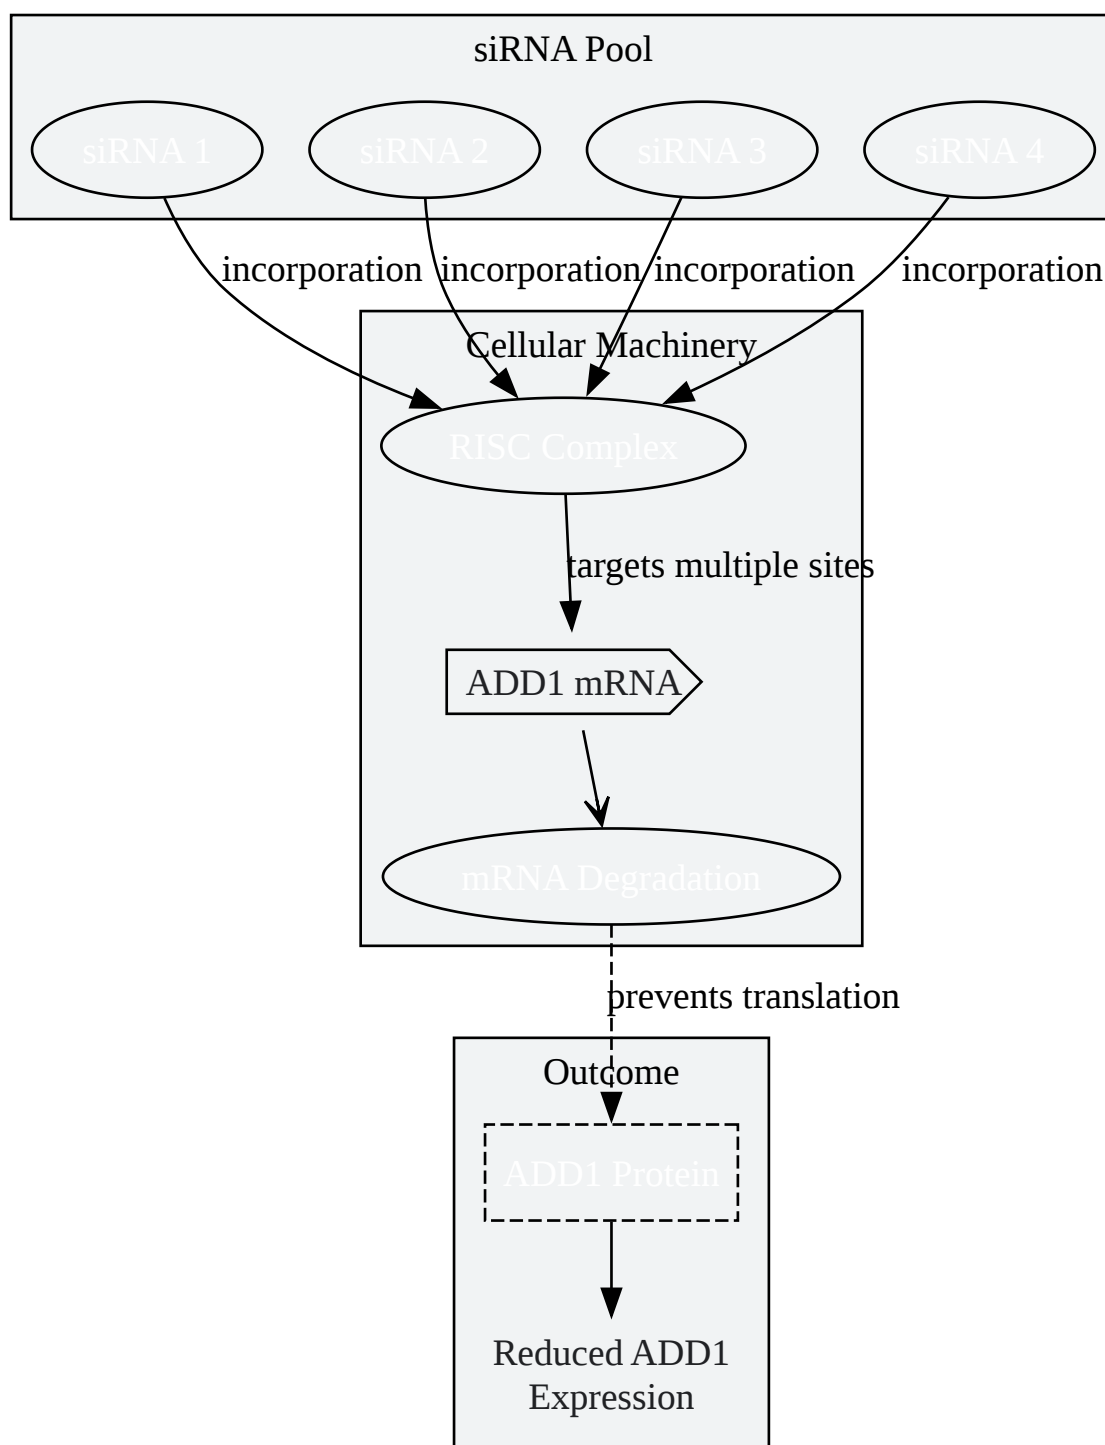 siRNA Pool
siRNA 1
siRNA 2
siRNA 3
siRNA 4
incorporation
incorporation
incorporation
incorporation
Cellular Machinery
RISC Complex
targets multiple sites
ADD1 mRNA
mRNA Degradation
prevents translation
Outcome
ADD1 Protein
Reduced ADD1
Expression